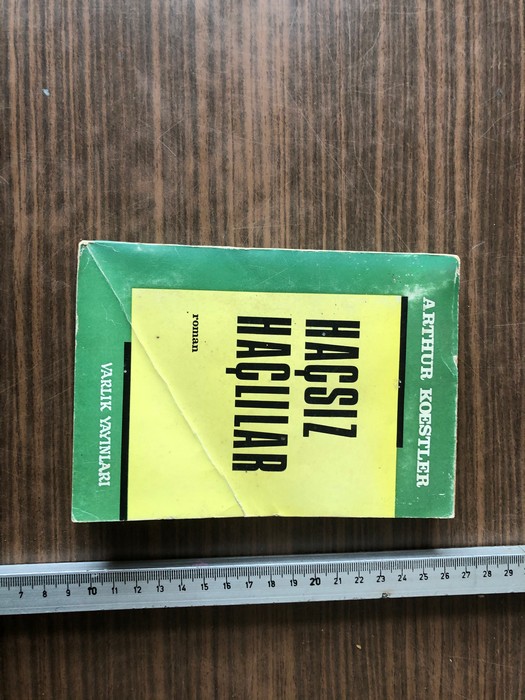 ARTHUR KOESTLER
HAÇSIZ
HAÇLILAR
roman
VARLIK YAYINLARI
7 8 9 10 11 12 13 14 15 16 17 18 19 20 21 22 23 24 25 26 27 28 29